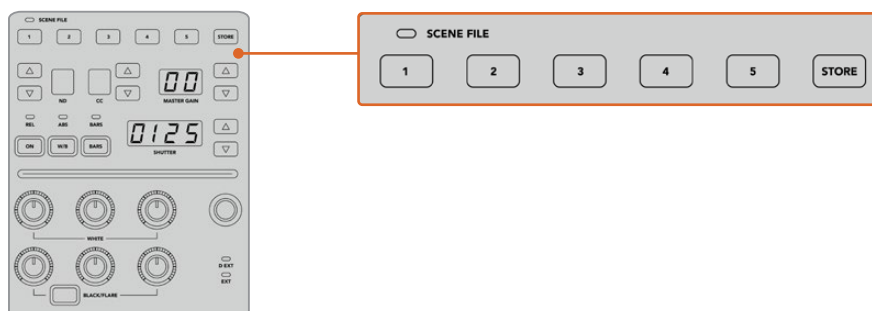 SCENE FILE
1 2 3 4 5 STORE
ND CC 00 MASTER GAIN
REL ABS BARS
ON W/B BARS 0125 SHUTTER
WHITE
D EXT
EXT
BLACK/FLARE
SCENE FILE
1 2 3 4 5 STORE